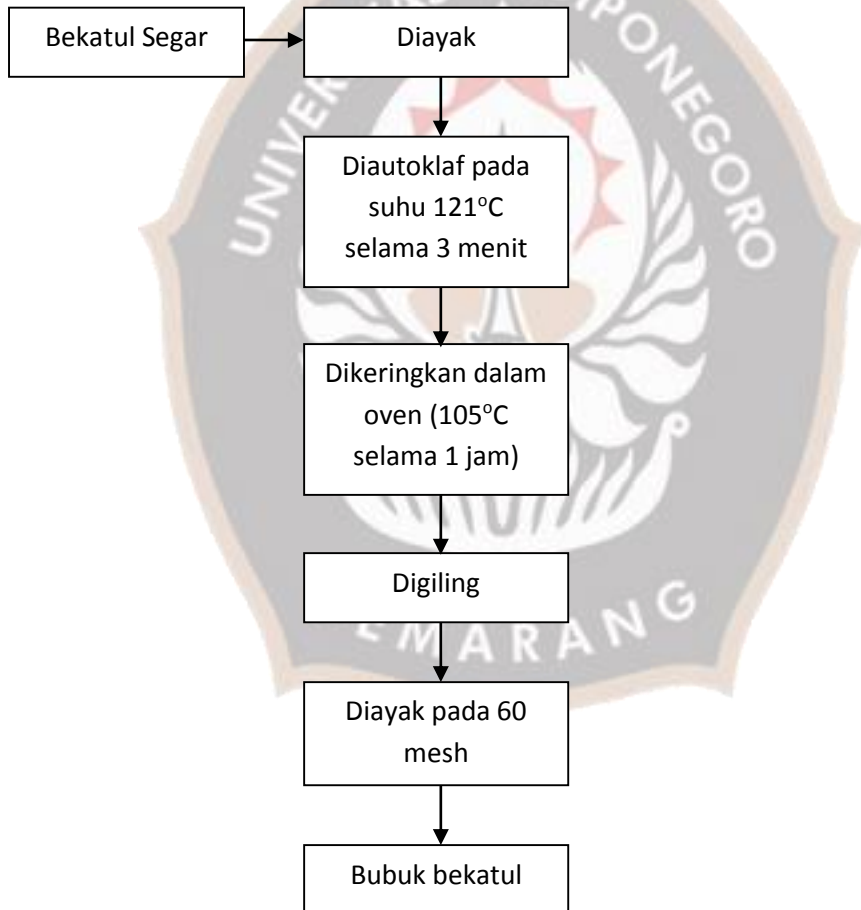 Bekatul Segar
Diayak
Diautoklaf pada
suhu 121°C
selama 3 menit
Dikeringkan dalam
oven (105°C
selama 1 jam)
Digiling
EMARANG
Diayak pada 60
mesh
Bubuk bekatul